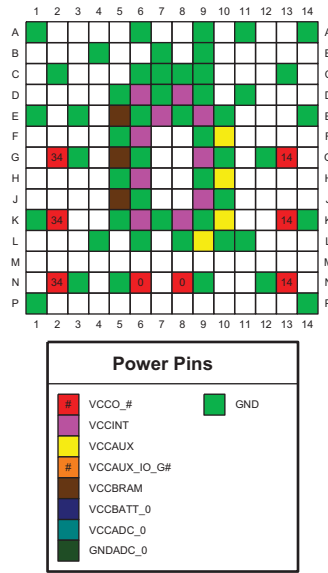 1 2 3 4 5 6 7 8 9 10 11 12 13 14
A A
B B
C C
D D
E E
F F
G 34 14 G
H H
J J
K 34 14 K
L L
M M
N 34 0 0 14 N
P P
1 2 3 4 5 6 7 8 9 10 11 12 13 14
Power Pins
# VCCO_# GND
VCCINT
VCCAUX
# VCCAUX_IO_G#
VCCBRAM
VCCBATT_0
VCCADC_0
GNDADC_0